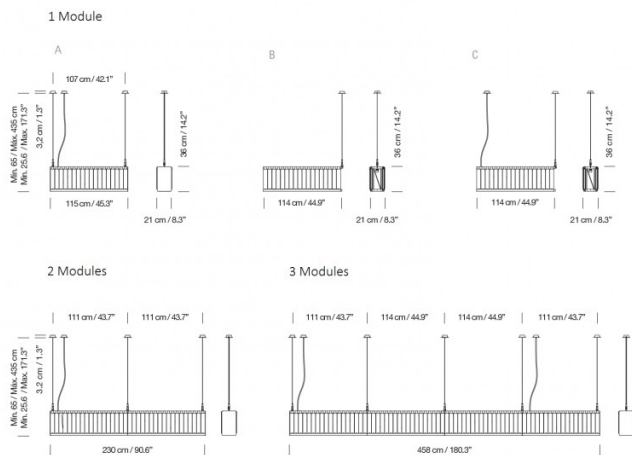 1 Module
A
B
C
107 cm / 42.1"
Min. 65 / Máx. 435 cm
Min. 25.6 / Max. 171.3"
3,2 cm / 1.3"
36 cm / 14.2"
36 cm / 14.2"
36 cm / 14.2"
115 cm / 45.3"
114 cm / 44.9"
114 cm / 44.9"
21 cm / 8.3"
21 cm / 8.3"
21 cm / 8.3"
2 Modules
3 Modules
111 cm / 43.7"
111 cm / 43.7"
111 cm / 43.7"
114 cm / 44.9"
114 cm / 44.9"
111 cm / 43.7"
Min. 65 / Máx. 435 cm
Min. 25.6 / Max. 171.3"
3,2 cm / 1.3"
230 cm / 90.6"
458 cm / 180.3"